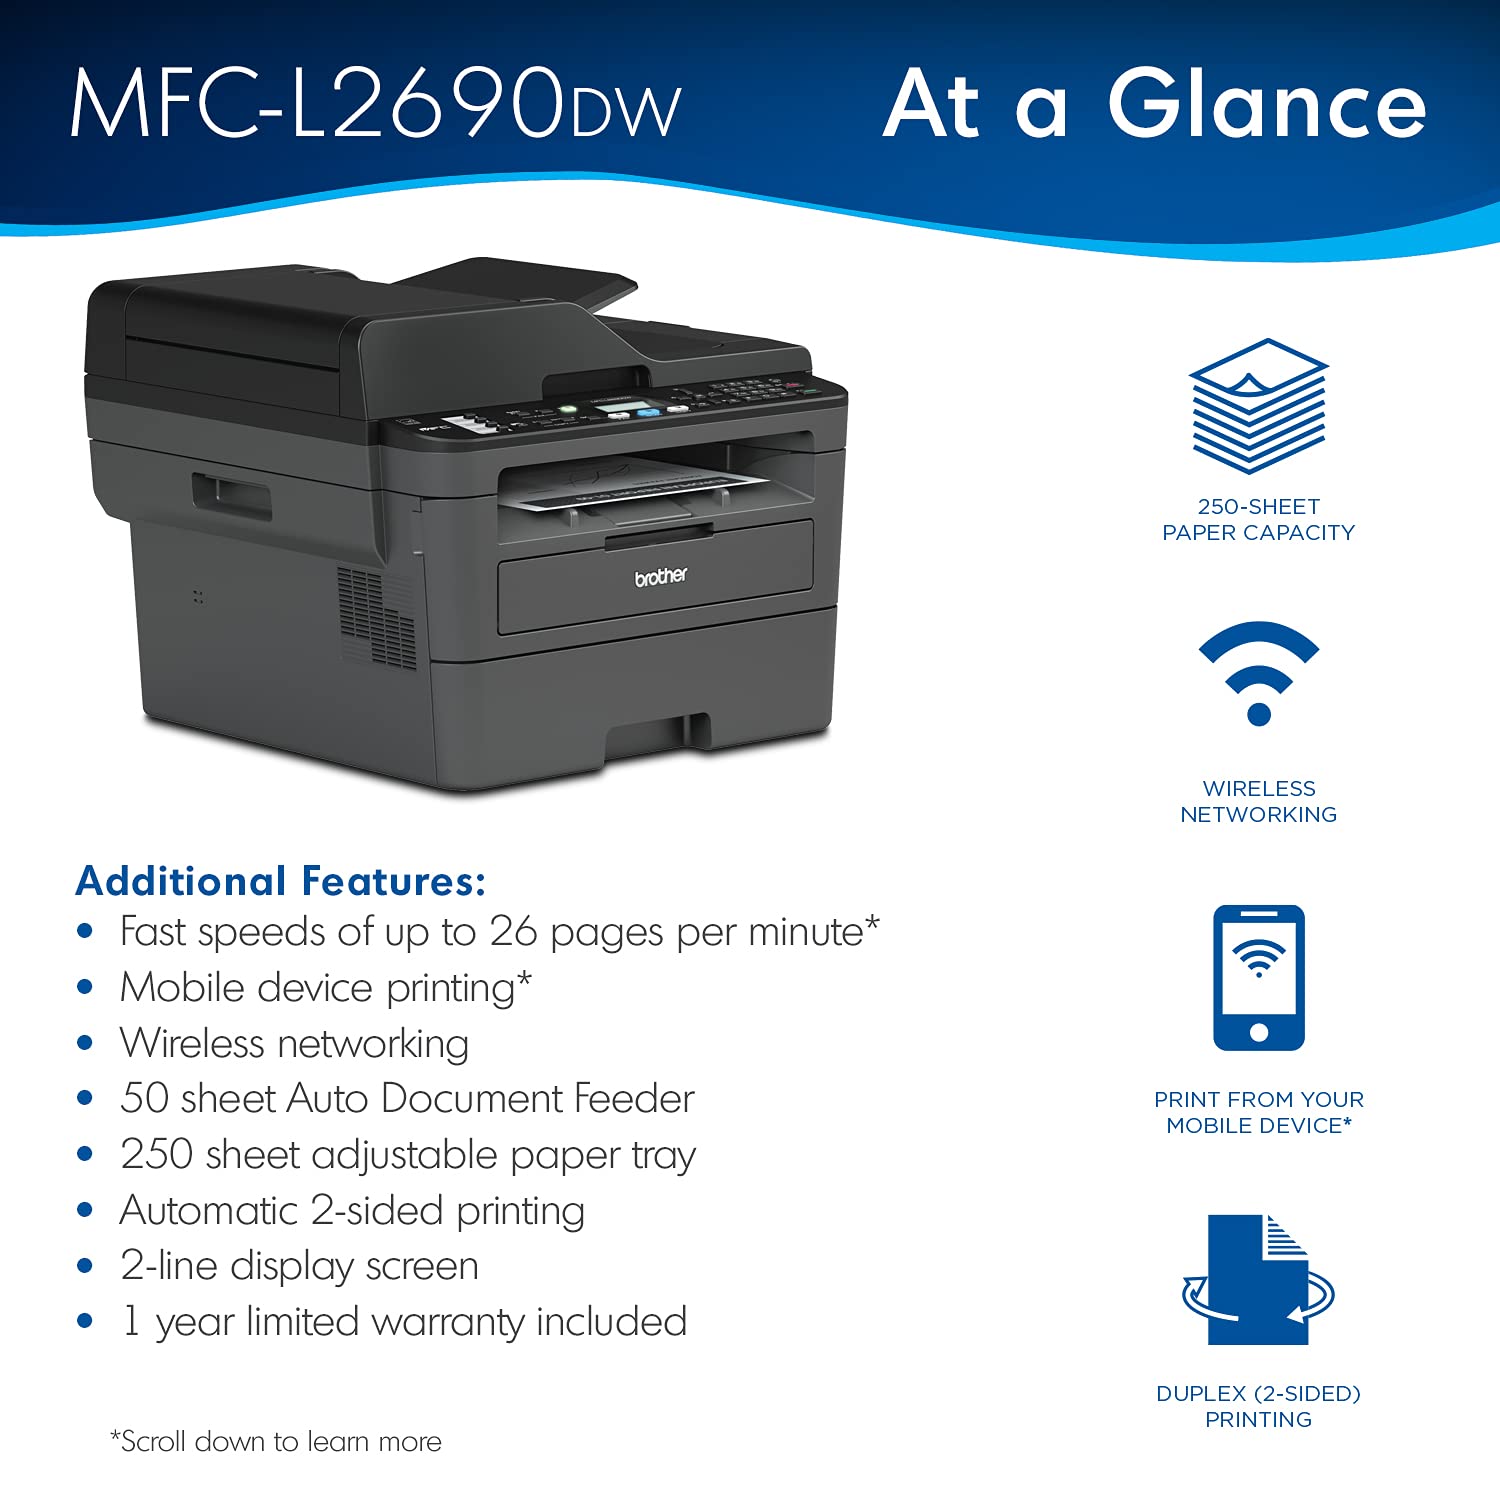 MFC-L2690DW
At a Glance
MFC
brother
250-SHEET
PAPER CAPACITY
WIRELESS
NETWORKING
PRINT FROM YOUR
MOBILE DEVICE*
DUPLEX (2-SIDED)
PRINTING
Additional Features:
• Fast speeds of up to 26 pages per minute*
• Mobile device printing*
• Wireless networking
• 50 sheet Auto Document Feeder
• 250 sheet adjustable paper tray
• Automatic 2-sided printing
• 2-line display screen
• 1 year limited warranty included
*Scroll down to learn more